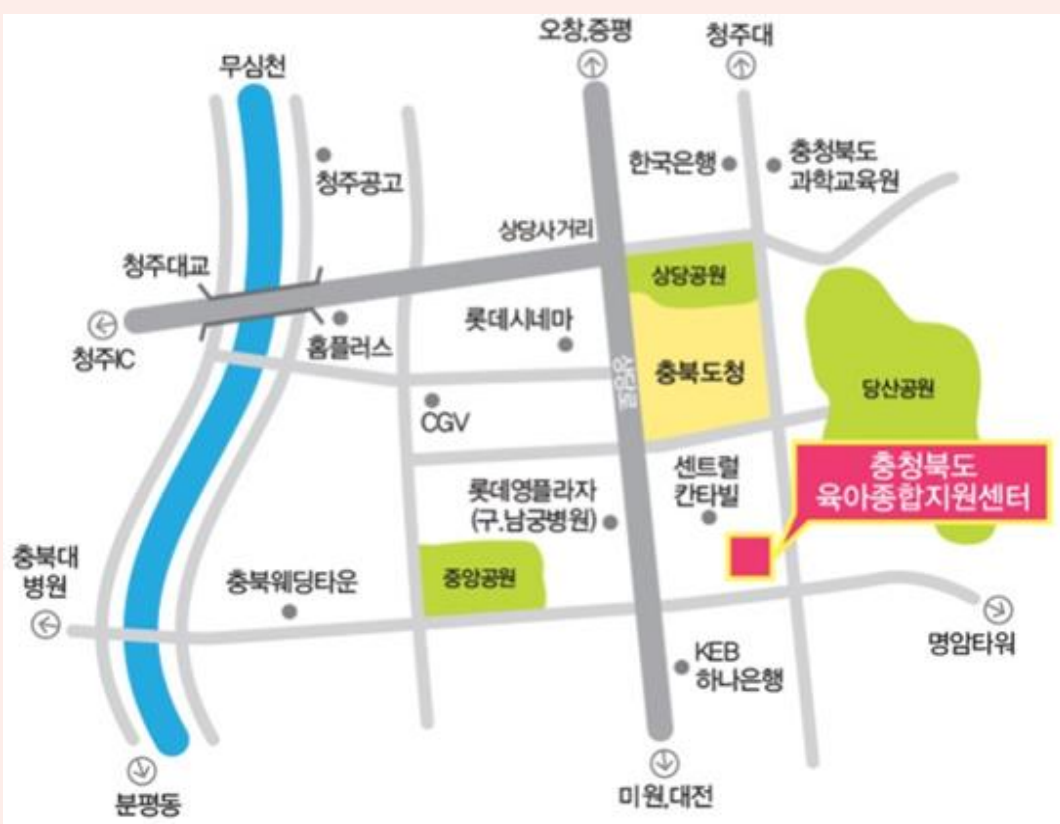 오창,증평
청주대
무심천
한국은행
충청북도
과학교육원
청주공고
상당사거리
청주대교
상당공원
롯데시네마
홈플러스
청주IC
상당로
충북도청
당산공원
CGV
센트럴
칸타빌
충청북도
육아종합지원센터
롯데영플라자
(구.남궁병원)
충북대
병원
충북웨딩타운
중앙공원
명암타워
KEB
하나은행
분평동
미원,대전